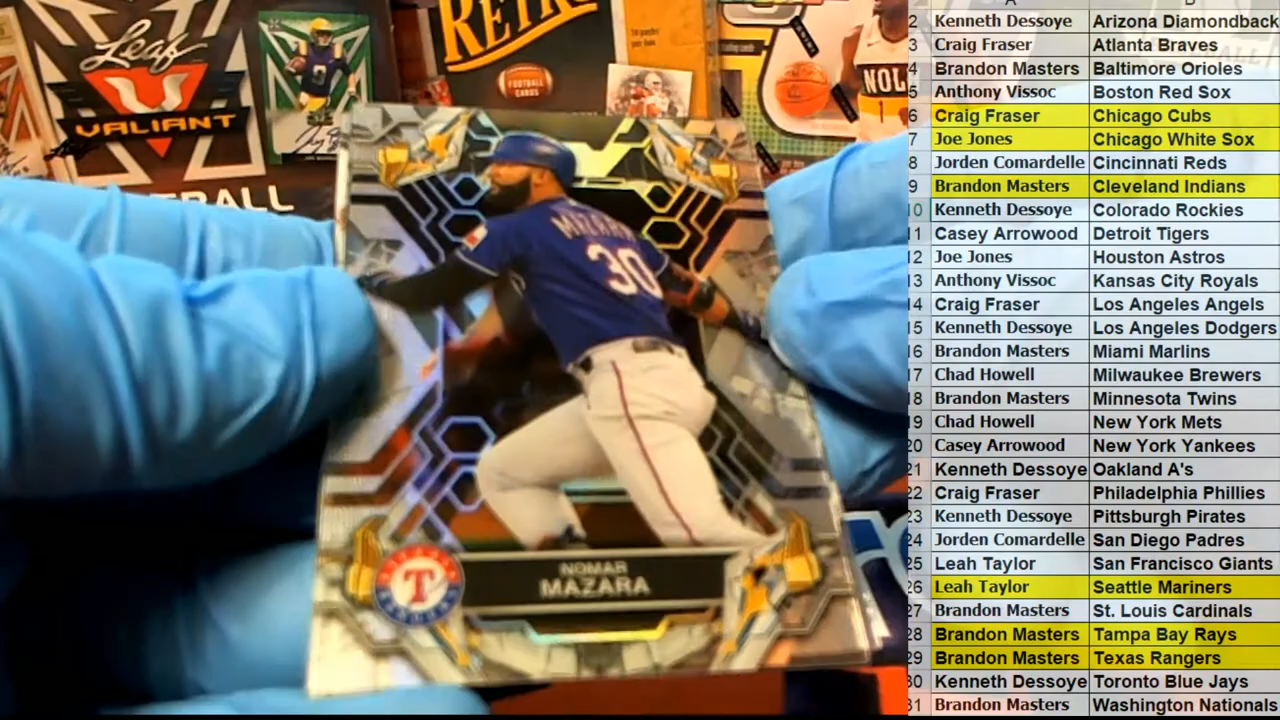 Leaf
VALIANT
RETRO
FOOTBALL
CARDS
NOL
1
MAZARA
30
NOMAR
MAZARA
T
A B
2 Kenneth Dessoye Arizona Diamondback
3 Craig Fraser Atlanta Braves
4 Brandon Masters Baltimore Orioles
5 Anthony Vissoc Boston Red Sox
6 Craig Fraser Chicago Cubs
7 Joe Jones Chicago White Sox
8 Jorden Comardelle Cincinnati Reds
9 Brandon Masters Cleveland Indians
10 Kenneth Dessoye Colorado Rockies
11 Casey Arrowood Detroit Tigers
12 Joe Jones Houston Astros
13 Anthony Vissoc Kansas City Royals
14 Craig Fraser Los Angeles Angels
15 Kenneth Dessoye Los Angeles Dodgers
16 Brandon Masters Miami Marlins
17 Chad Howell Milwaukee Brewers
18 Brandon Masters Minnesota Twins
19 Chad Howell New York Mets
20 Casey Arrowood New York Yankees
21 Kenneth Dessoye Oakland A's
22 Craig Fraser Philadelphia Phillies
23 Kenneth Dessoye Pittsburgh Pirates
24 Jorden Comardelle San Diego Padres
25 Leah Taylor San Francisco Giants
26 Leah Taylor Seattle Mariners
27 Brandon Masters St. Louis Cardinals
28 Brandon Masters Tampa Bay Rays
29 Brandon Masters Texas Rangers
30 Kenneth Dessoye Toronto Blue Jays
31 Brandon Masters Washington Nationals